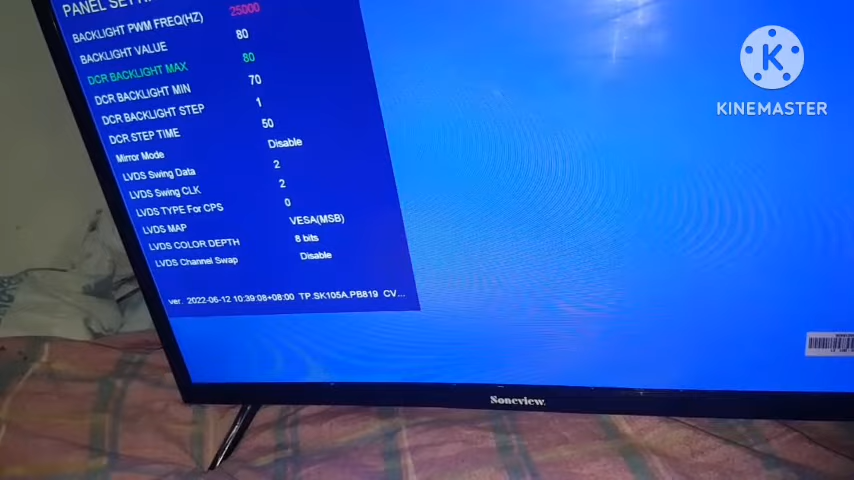 PANEL SETTING
BACKLIGHT PWM FREQ(HZ) 25000
BACKLIGHT VALUE 80
DCR BACKLIGHT MAX 80
DCR BACKLIGHT MIN 70
DCR BACKLIGHT STEP 1
DCR STEP TIME 50
Mirror Mode Disable
LVDS Swing Data 2
LVDS Swing CLK 2
LVDS TYPE For CPS 0
LVDS MAP VESA(MSB)
LVDS COLOR DEPTH 8 bits
LVDS Channel Swap Disable
ver. 2022-06-12 10:39:08+08:00 TP.SK105A.PB819 CV...
KINEMASTER
Soneview.